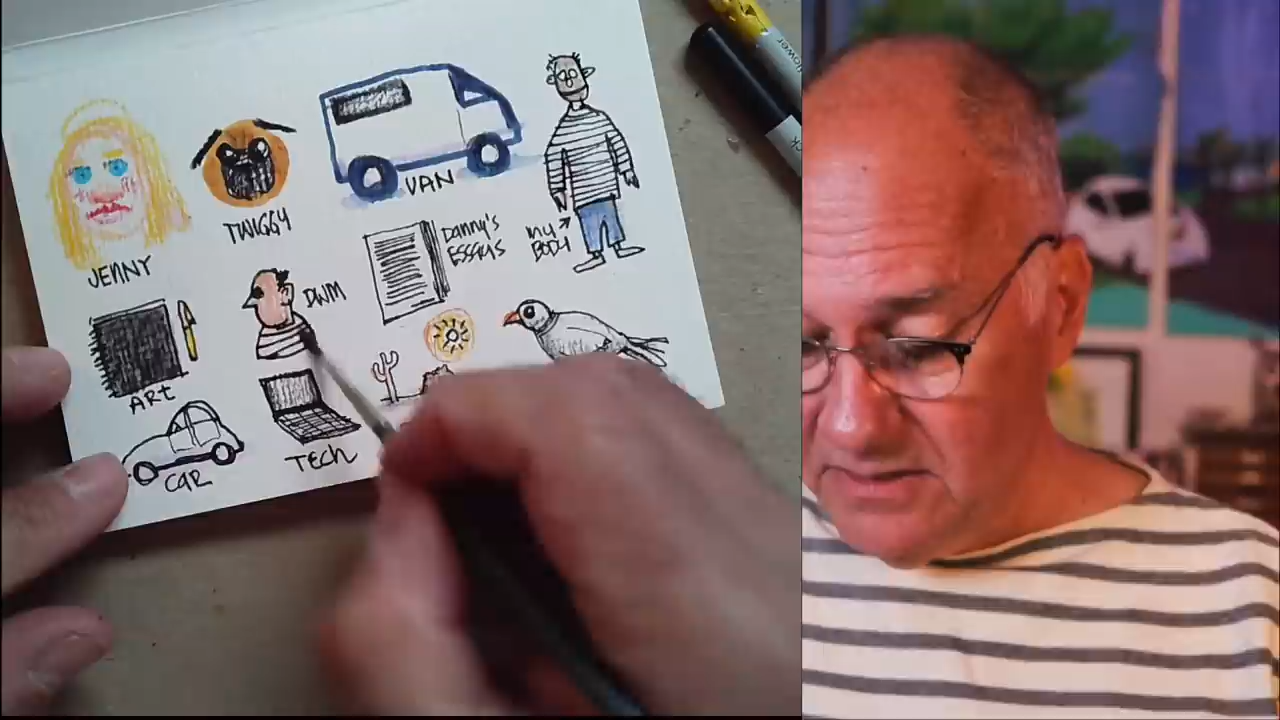 JENNY
TWIGGY
VAN
my
BODY
Danny's
ESSAYS
DWM
ART
CAR
TECH